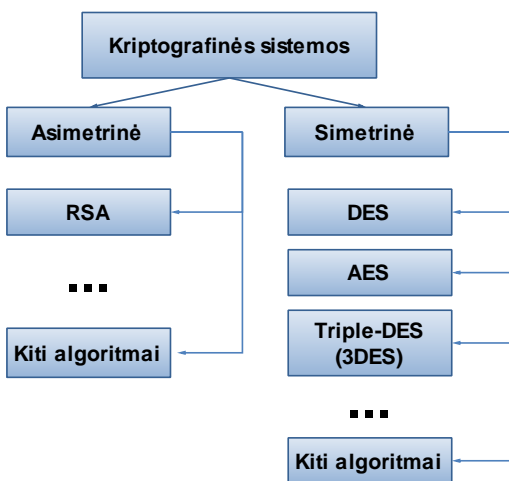 Kriptografinės sistemos
Asimetrinė
RSA
...
Kiti algoritmai
Simetrinė
DES
AES
Triple-DES
(3DES)
...
Kiti algoritmai